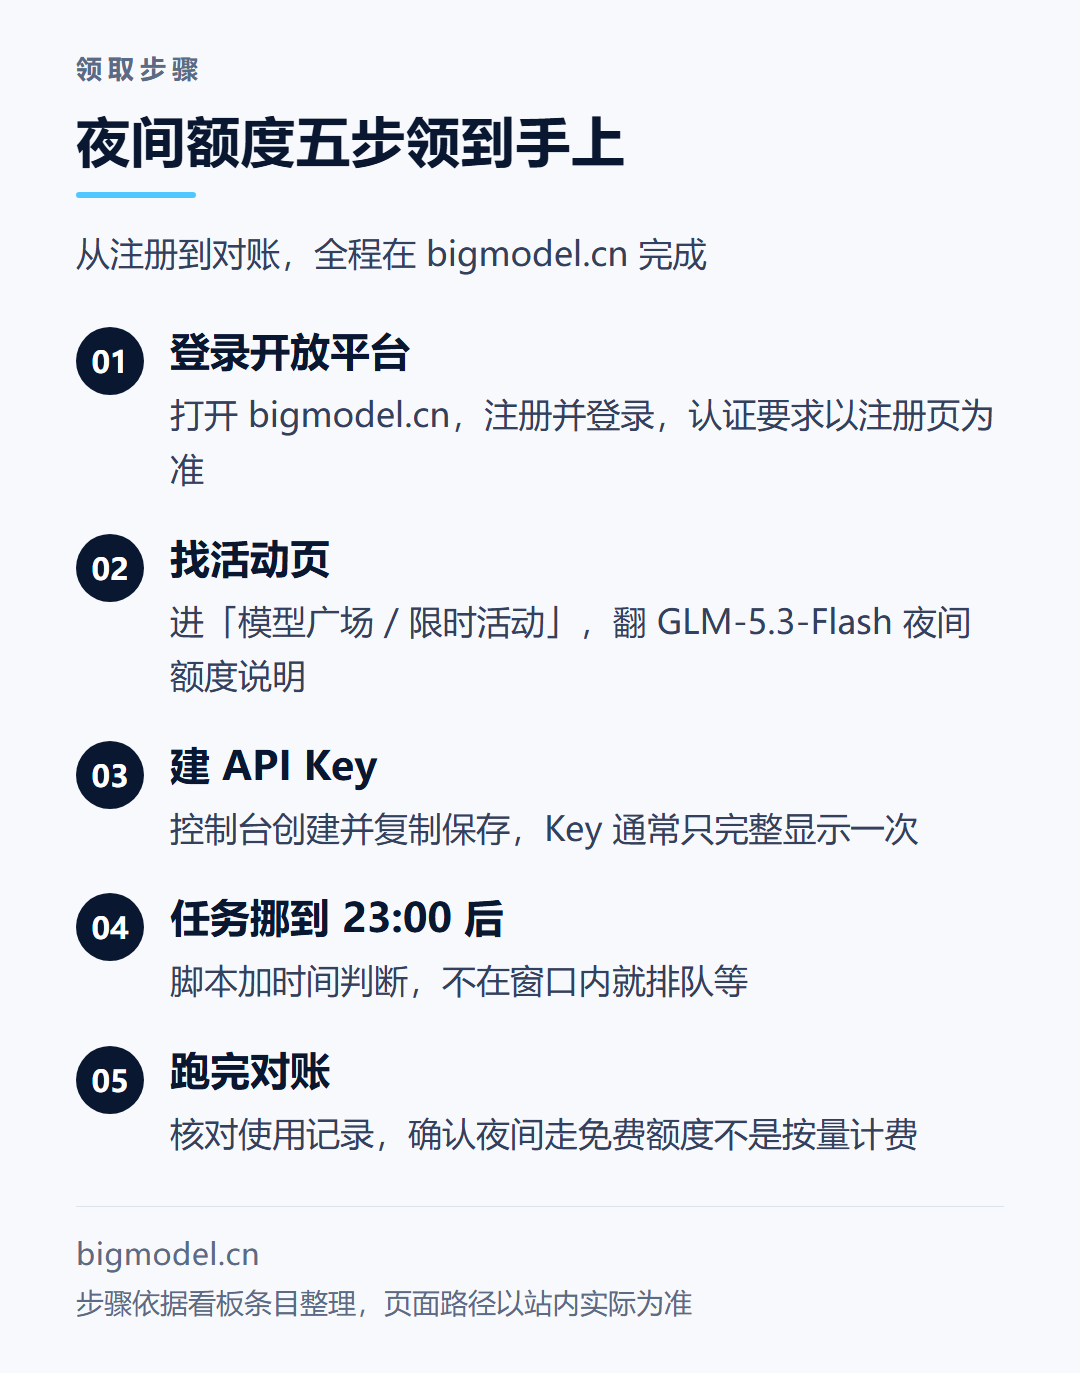 领取步骤
夜间额度五步领到手上
从注册到对账，全程在 bigmodel.cn 完成
01
登录开放平台
打开 bigmodel.cn，注册并登录，认证要求以注册页为
准
02
找活动页
进「模型广场 / 限时活动」，翻 GLM-5.3-Flash 夜间
额度说明
03
建 API Key
控制台创建并复制保存，Key 通常只完整显示一次
04
任务挪到 23:00 后
脚本加时间判断，不在窗口内就排队等
05
跑完对账
核对使用记录，确认夜间走免费额度不是按量计费
bigmodel.cn
步骤依据看板条目整理，页面路径以站内实际为准